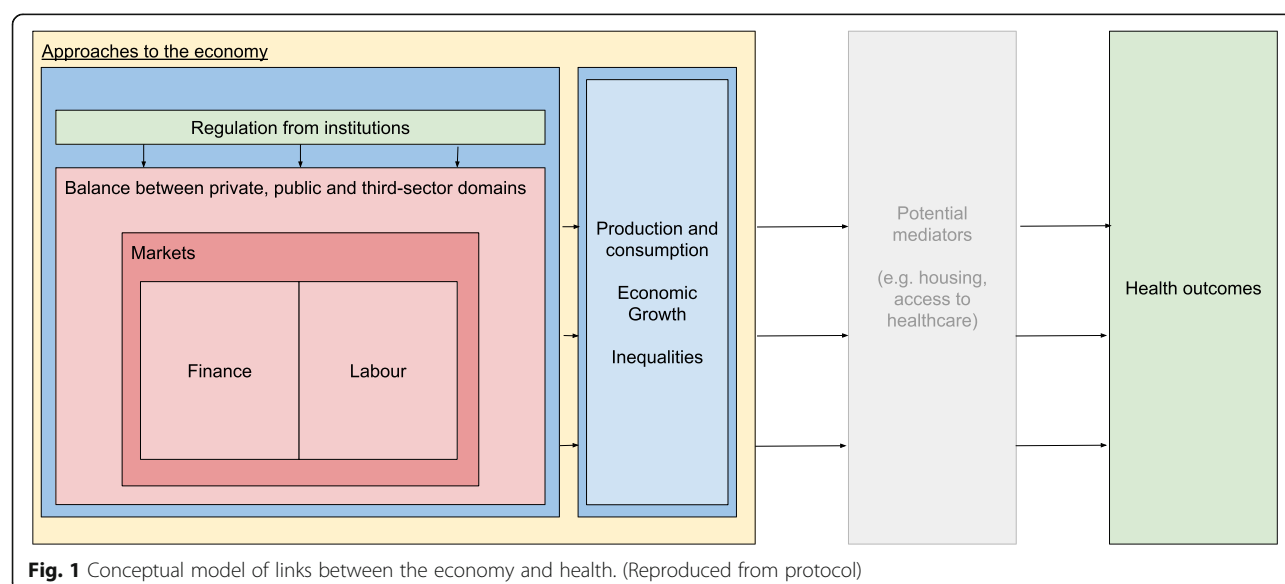 Approaches to the economy
Regulation from institutions
Balance between private, public and third-sector domains
Markets
Finance
Labour
Production and
consumption
Economic
Growth
Inequalities
Potential
mediators
(e.g. housing,
access to
healthcare)
Health outcomes
Fig. 1 Conceptual model of links between the economy and health. (Reproduced from protocol)